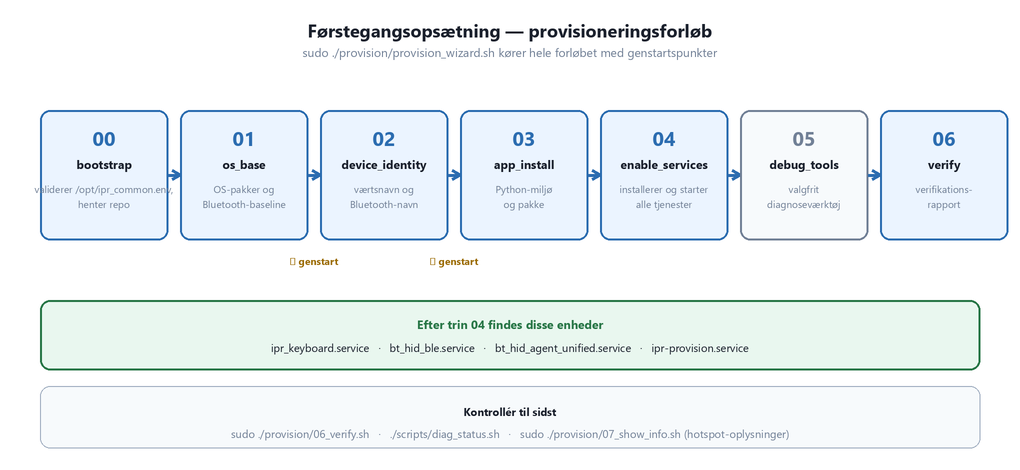 Førstegangsopsætning — provisioneringsforløb
sudo ./provision/provision_wizard.sh kører hele forløbet med genstartspunkter
00
bootstrap
validerer /opt/ipr_common.env,
henter repo
01
os_base
OS-pakker og
Bluetooth-baseline
02
device_identity
værtsnavn og
Bluetooth-navn
03
app_install
Python-miljø
og pakke
04
enable_services
installerer og starter
alle tjenester
05
debug_tools
valgfrit
diagnoseværktøj
06
verify
verifikations-
rapport
genstart
genstart
Efter trin 04 findes disse enheder
ipr_keyboard.service · bt_hid_ble.service · bt_hid_agent_unified.service · ipr-provision.service
Kontrollér til sidst
sudo ./provision/06_verify.sh · ./scripts/diag_status.sh · sudo ./provision/07_show_info.sh (hotspot-oplysninger)